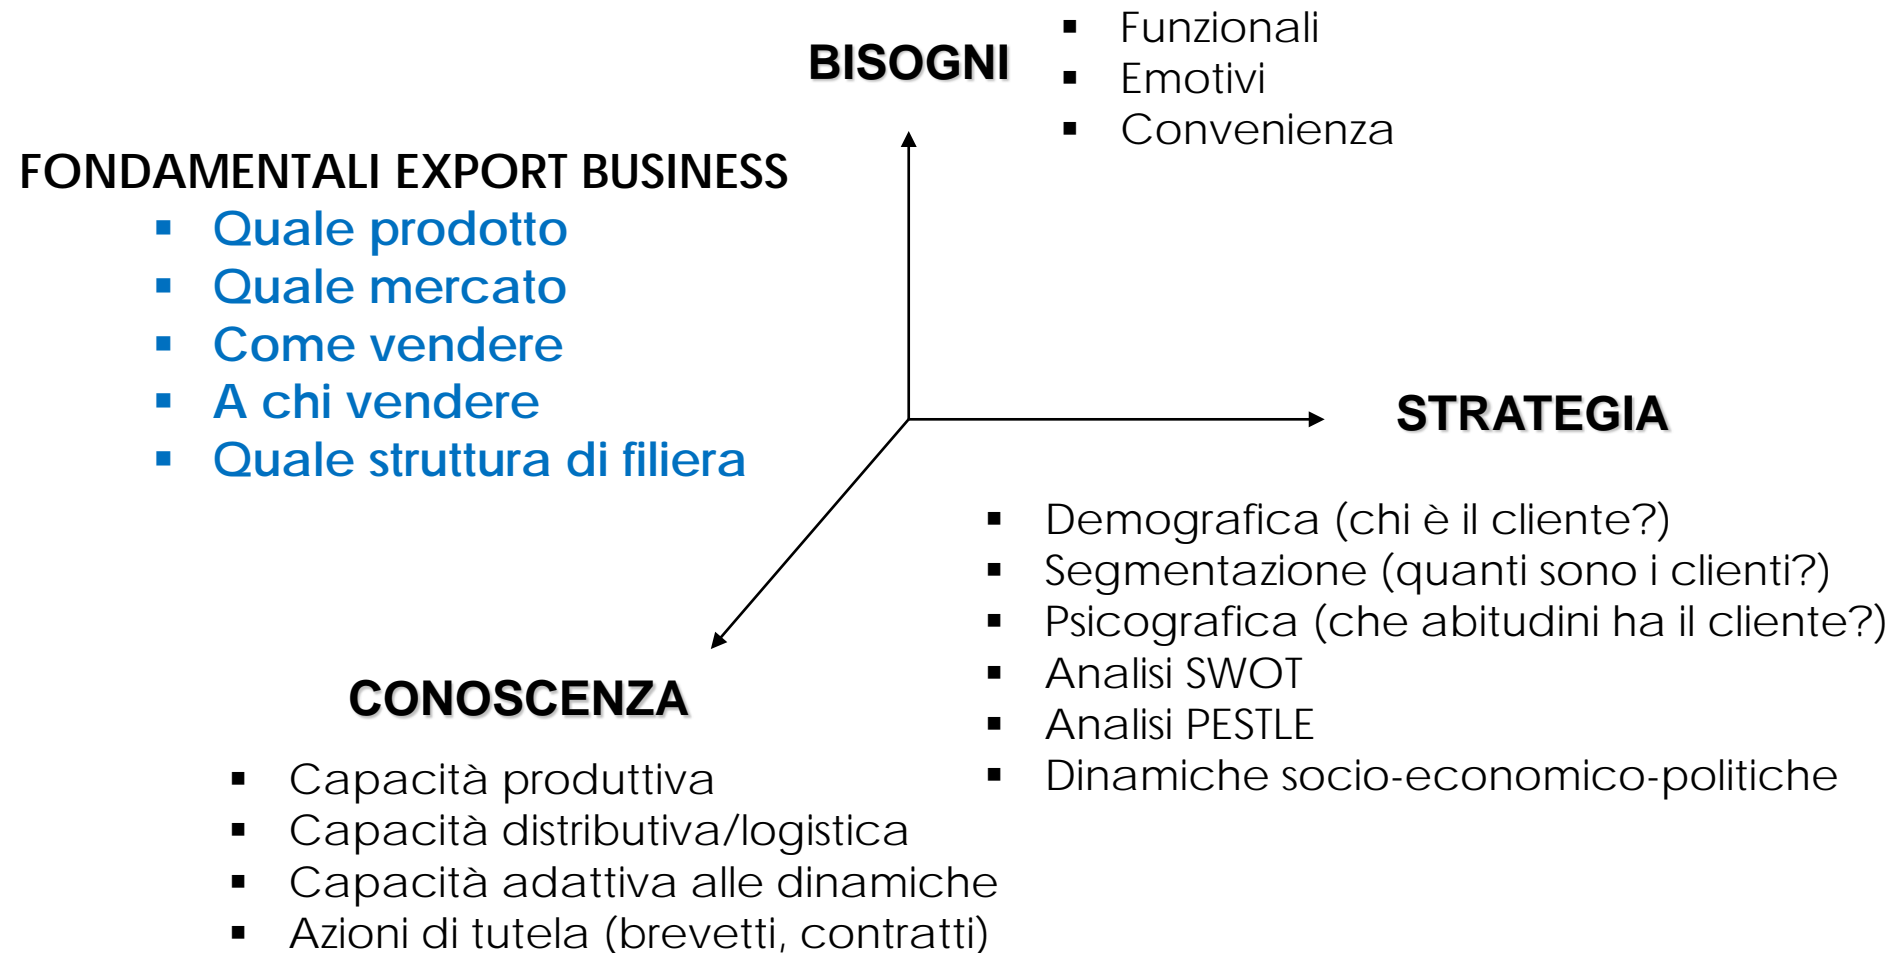 BISOGNI
▪ Funzionali
▪ Emotivi
▪ Convenienza
FONDAMENTALI EXPORT BUSINESS
▪ Quale prodotto
▪ Quale mercato
▪ Come vendere
▪ A chi vendere
▪ Quale struttura di filiera
STRATEGIA
▪ Demografica (chi è il cliente?)
▪ Segmentazione (quanti sono i clienti?)
▪ Psicografica (che abitudini ha il cliente?)
▪ Analisi SWOT
▪ Analisi PESTLE
▪ Dinamiche socio-economico-politiche
CONOSCENZA
▪ Capacità produttiva
▪ Capacità distributiva/logistica
▪ Capacità adattiva alle dinamiche
▪ Azioni di tutela (brevetti, contratti)